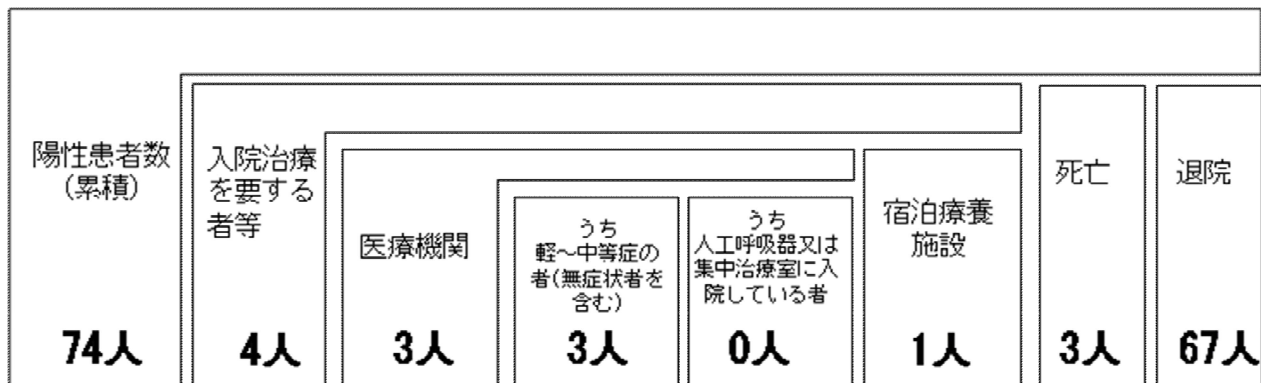 陽性患者数
(累積)
74人
入院治療
を要する
者等
4人
医療機関
3人
うち
軽～中等症の
者(無症状者を
含む)
3人
うち
人工呼吸器又は
集中治療室に入
院している者
0人
宿泊療養
施設
1人
死亡
3人
退院
67人